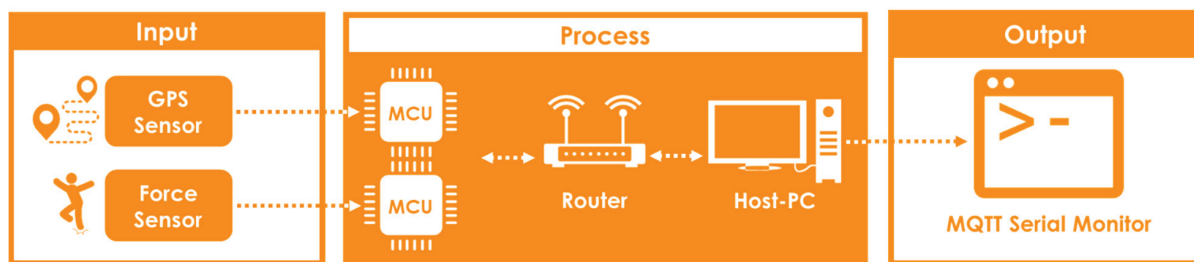 Input
GPS
Sensor
Force
Sensor
Process
MCU
MCU
Router
Host-PC
Output
>-
MQTT Serial Monitor